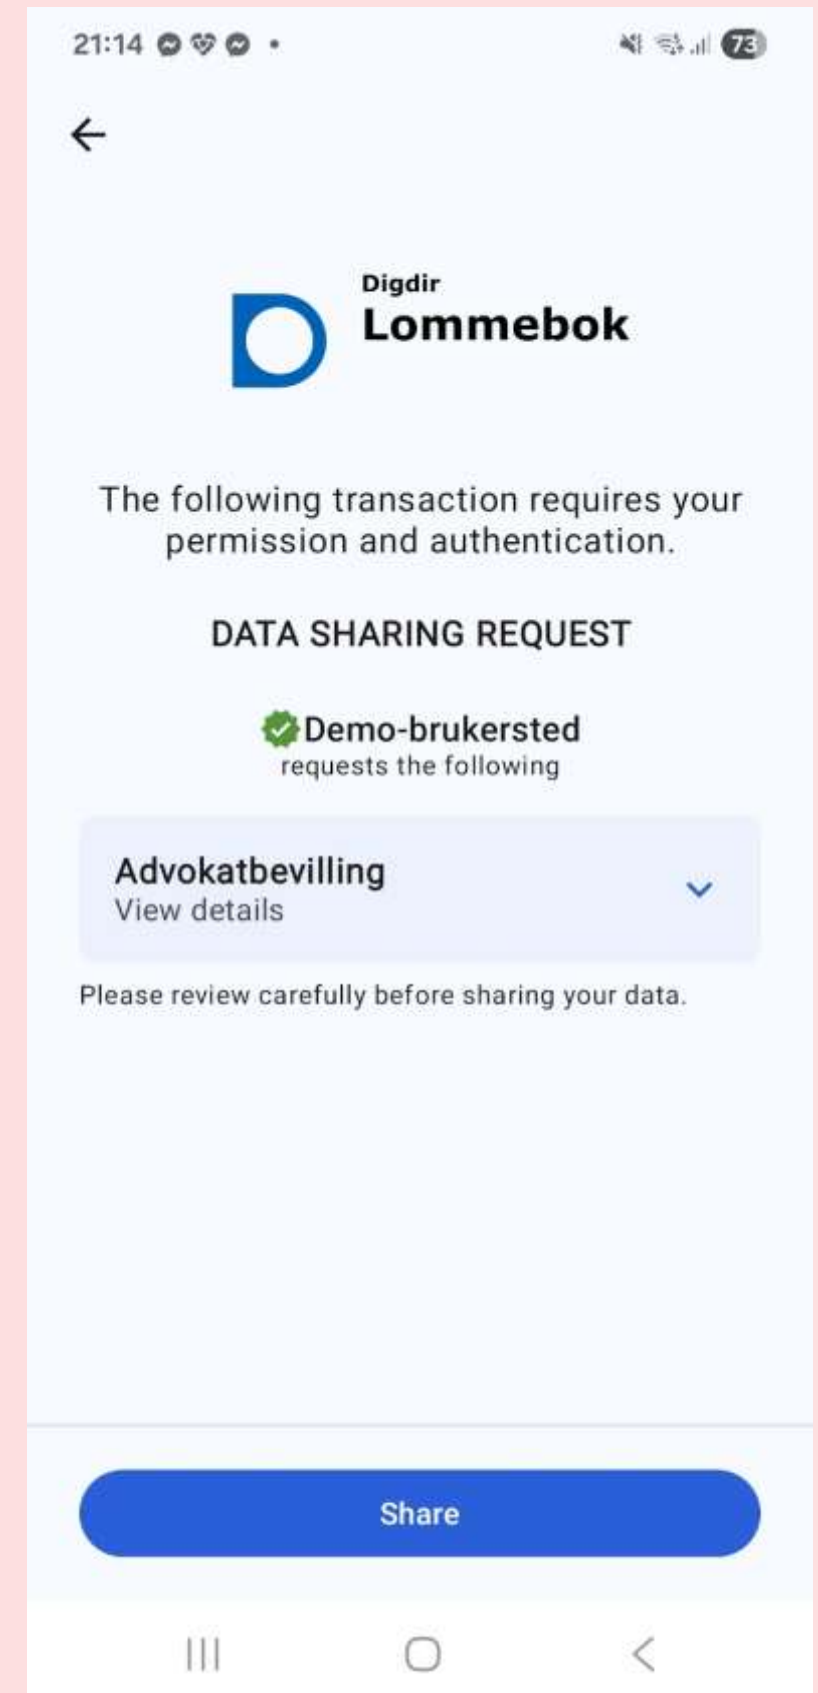 21:14
73
Digdir
Lommebok
The following transaction requires your
permission and authentication.
DATA SHARING REQUEST
Demo-brukersted
requests the following
Advokatbevilling
View details
Please review carefully before sharing your data.
Share